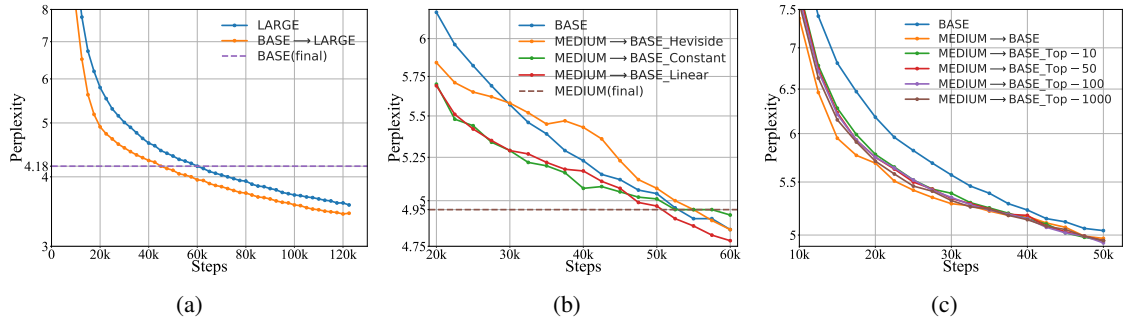 8
6
5
4.18
4
3
Perplexity
0
20k
40k
60k
80k
100k
120k
Steps
LARGE
BASE→LARGE
BASE(final)
(a)
6
5.75
5.5
5.25
5
4.95
4.75
Perplexity
20k
30k
40k
50k
60k
Steps
BASE
MEDIUM→BASE_Heviside
MEDIUM→BASE_Constant
MEDIUM→BASE_Linear
MEDIUM(final)
(b)
7.5
7
6.5
6
5.5
5
Perplexity
10k
20k
30k
40k
50k
Steps
BASE
MEDIUM→BASE
MEDIUM→BASE_Top−10
MEDIUM→BASE_Top−50
MEDIUM→BASE_Top−100
MEDIUM→BASE_Top−1000
(c)